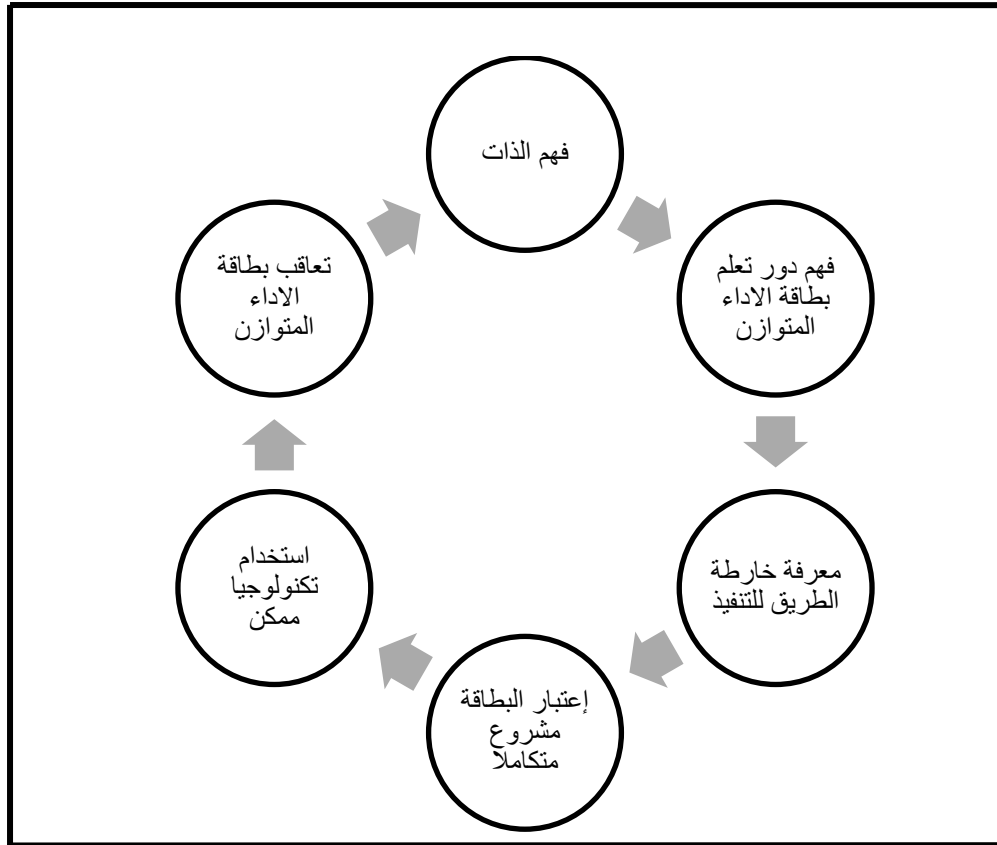 فهم الذات
فهم دور تعلم
بطاقة الاداء
المتوازن
معرفة خارطة
الطريق للتنفيذ
إعتبار البطاقة
مشروع
متكاملا
استخدام
تكنولوجيا
ممكن
تعاقب بطاقة
الاداء
المتوازن